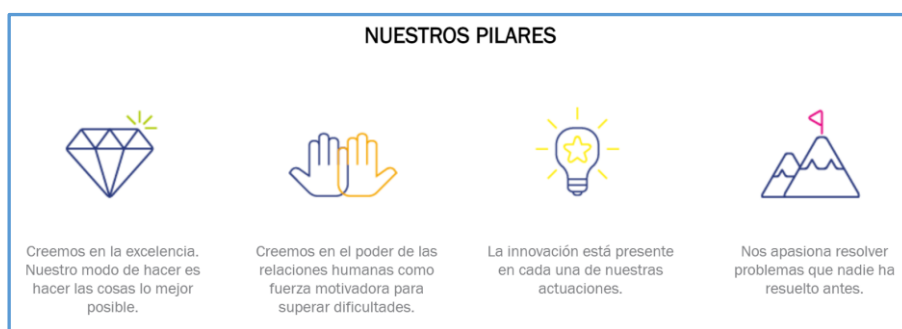 NUESTROS PILARES
Creemos en la excelencia.
Nuestro modo de hacer es
hacer las cosas lo mejor
posible.
Creemos en el poder de las
relaciones humanas como
fuerza motivadora para
superar dificultades.
La innovación está presente
en cada una de nuestras
actuaciones.
Nos apasiona resolver
problemas que nadie ha
resuelto antes.